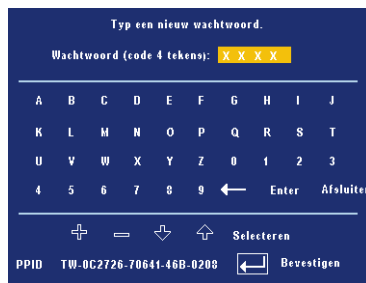 Typ een nieuw wachtwoord.
Wachtwoord (code 4 tekens): X X X X
A B C D E F G H I J
K L M N O P Q R S T
U V W X Y Z 0 1 2 3
4 5 6 7 8 9 ← Enter Afsluiten
Selecteren
PPID TW-0C2726-70641-46B-0208 Bevestigen